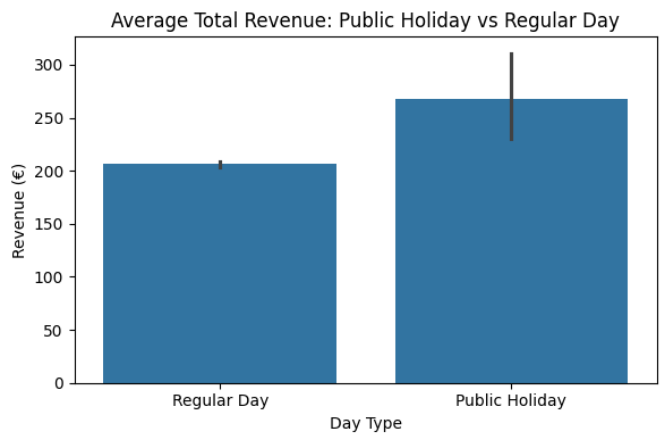 Average Total Revenue: Public Holiday vs Regular Day
Revenue (€)
300
250
200
150
100
50
0
Regular Day
Public Holiday
Day Type